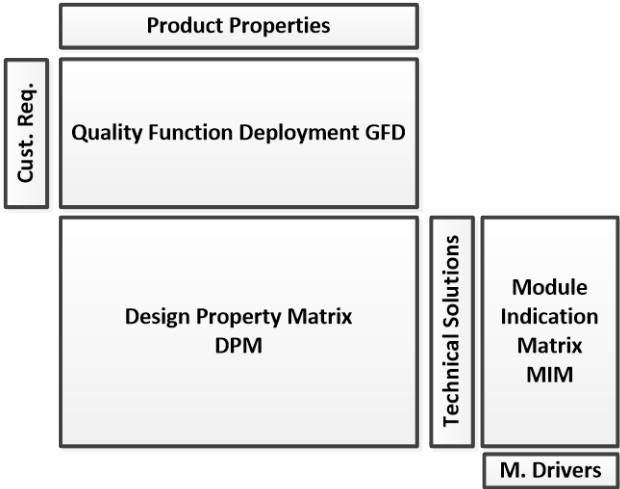 Product Properties
Cust. Req.
Quality Function Deployment GFD
Design Property Matrix
DPM
Technical Solutions
Module
Indication
Matrix
MIM
M. Drivers